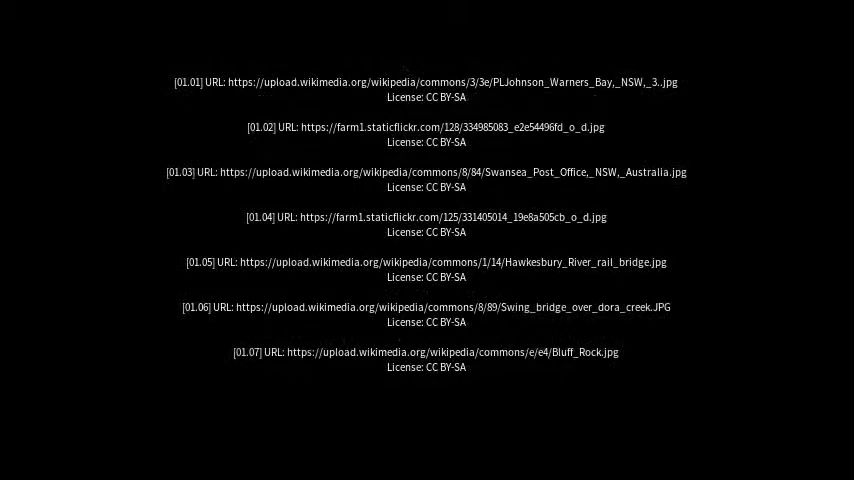 [01.01] URL: https://upload.wikimedia.org/wikipedia/commons/3/3e/PLJohnson_Warners_Bay,_NSW,_3..jpg
License: CC BY-SA
[01.02] URL: https://farm1.staticflickr.com/128/334985083_e2e54496fd_o_d.jpg
License: CC BY-SA
[01.03] URL: https://upload.wikimedia.org/wikipedia/commons/8/84/Swansea_Post_Office,_NSW,_Australia.jpg
License: CC BY-SA
[01.04] URL: https://farm1.staticflickr.com/125/331405014_19e8a505cb_o_d.jpg
License: CC BY-SA
[01.05] URL: https://upload.wikimedia.org/wikipedia/commons/1/14/Hawkesbury_River_rail_bridge.jpg
License: CC BY-SA
[01.06] URL: https://upload.wikimedia.org/wikipedia/commons/8/89/Swing_bridge_over_dora_creek.JPG
License: CC BY-SA
[01.07] URL: https://upload.wikimedia.org/wikipedia/commons/e/e4/Bluff_Rock.jpg
License: CC BY-SA